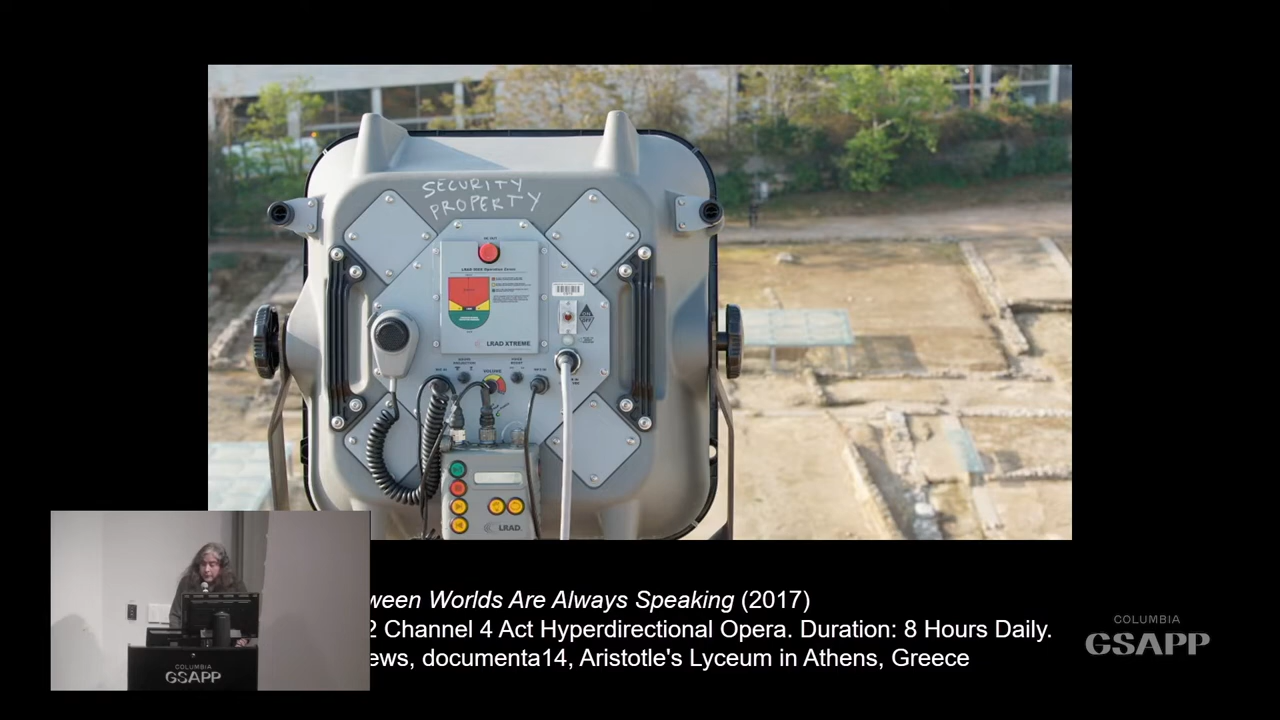 SECURITY
PROPERTY
LRAD XTREME
VOLUME
LRAD.
ween Worlds Are Always Speaking (2017)
2 Channel 4 Act Hyperdirectional Opera. Duration: 8 Hours Daily.
ews, documenta14, Aristotle's Lyceum in Athens, Greece
COLUMBIA
GSAPP
COLUMBIA
GSAPP